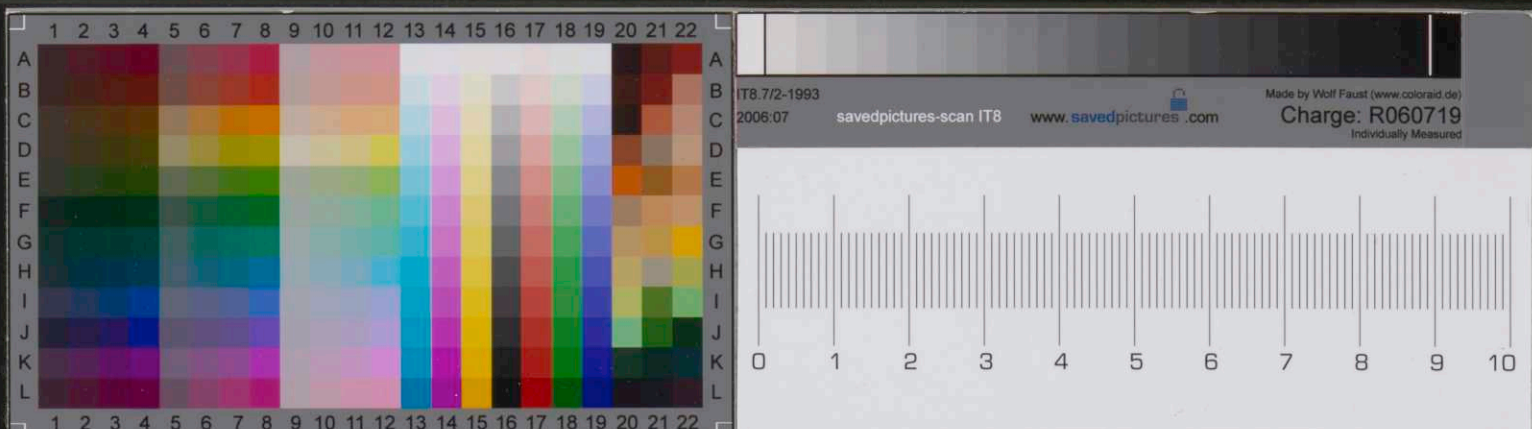 1 2 3 4 5 6 7 8 9 10 11 12 13 14 15 16 17 18 19 20 21 22
A A
B B
C C
D D
E E
F F
G G
H H
I I
J J
K K
L L
1 2 3 4 5 6 7 8 9 10 11 12 13 14 15 16 17 18 19 20 21 22
IT8.7/2-1993
2006:07
savedpictures-scan IT8
www.savedpictures.com
Made by Wolf Faust (www.coloraid.de)
Charge: R060719
Individually Measured
0 1 2 3 4 5 6 7 8 9 10